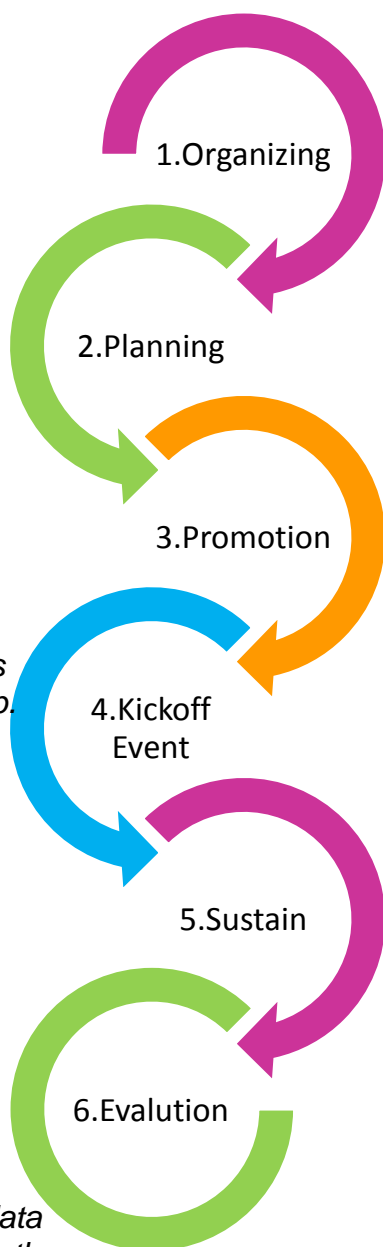 1.Organizing
2.Planning
3.Promotion
4.Kickoff
Event
5.Sustain
6.Evalution